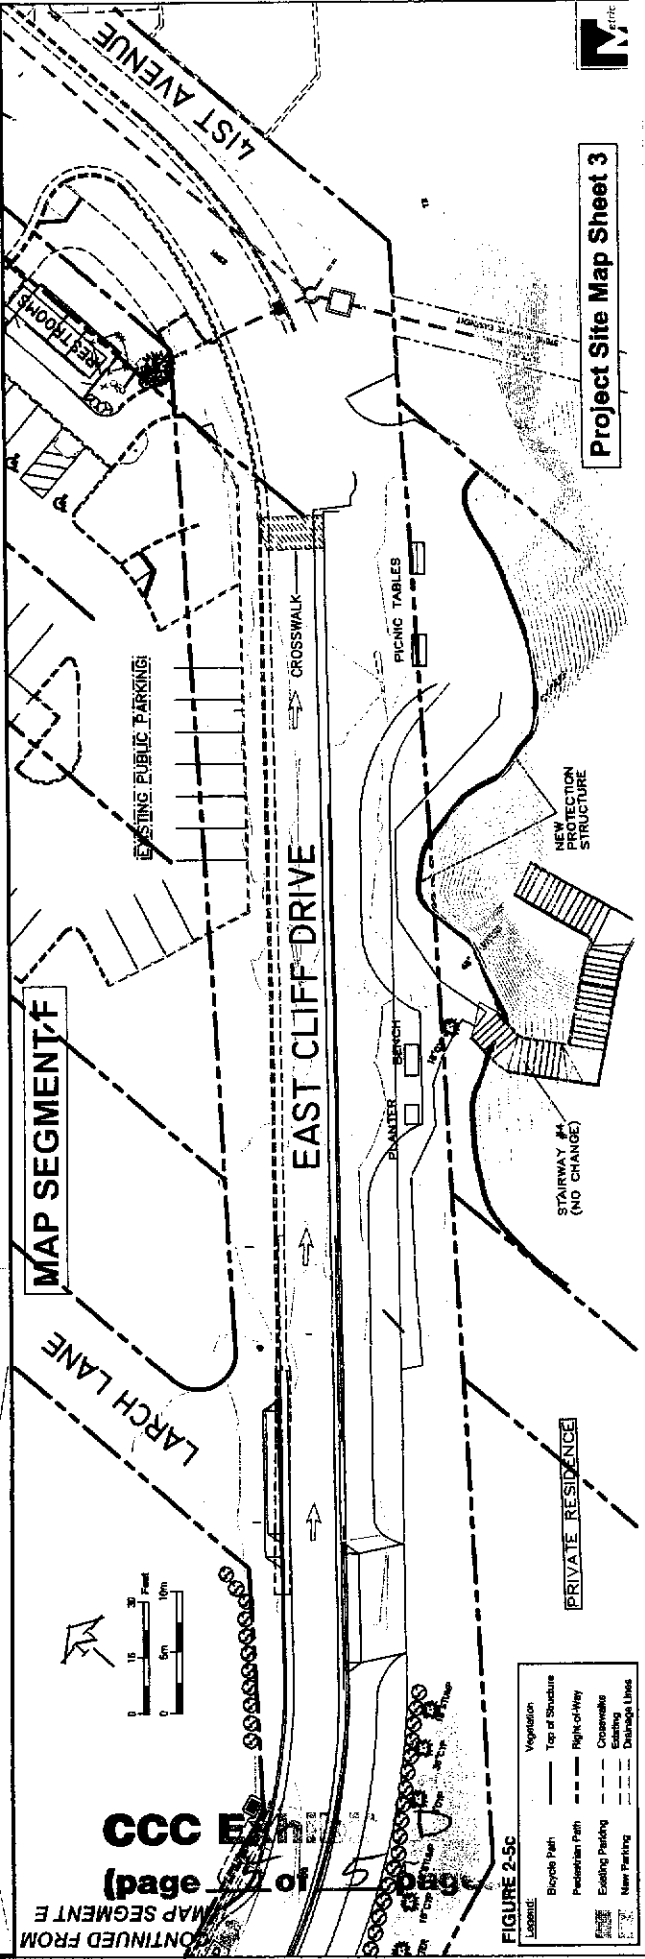 CONTINUED FROM
MAP SEGMENT E
MAP SEGMENT F
LARCH LANE
EAST CLIFF DRIVE
41ST AVENUE
EXISTING PUBLIC PARKING
RESTROOMS
CROSSWALK
PICNIC TABLES
PLANTER
BENCH
NEW
PROTECTION
STRUCTURE
STAIRWAY #4
(NO CHANGE)
PRIVATE RESIDENCE
0 15 30 Feet
0 5m 10m
CCC
(page of 5
FIGURE 2-5c
Legend:
Bicycle Path
Pedestrian Path
Existing Parking
New Parking
Vegetation
Top of Structure
Right-of-Way
Crosswalks
Existing
Drainage Lines
Project Site Map Sheet 3
Metric